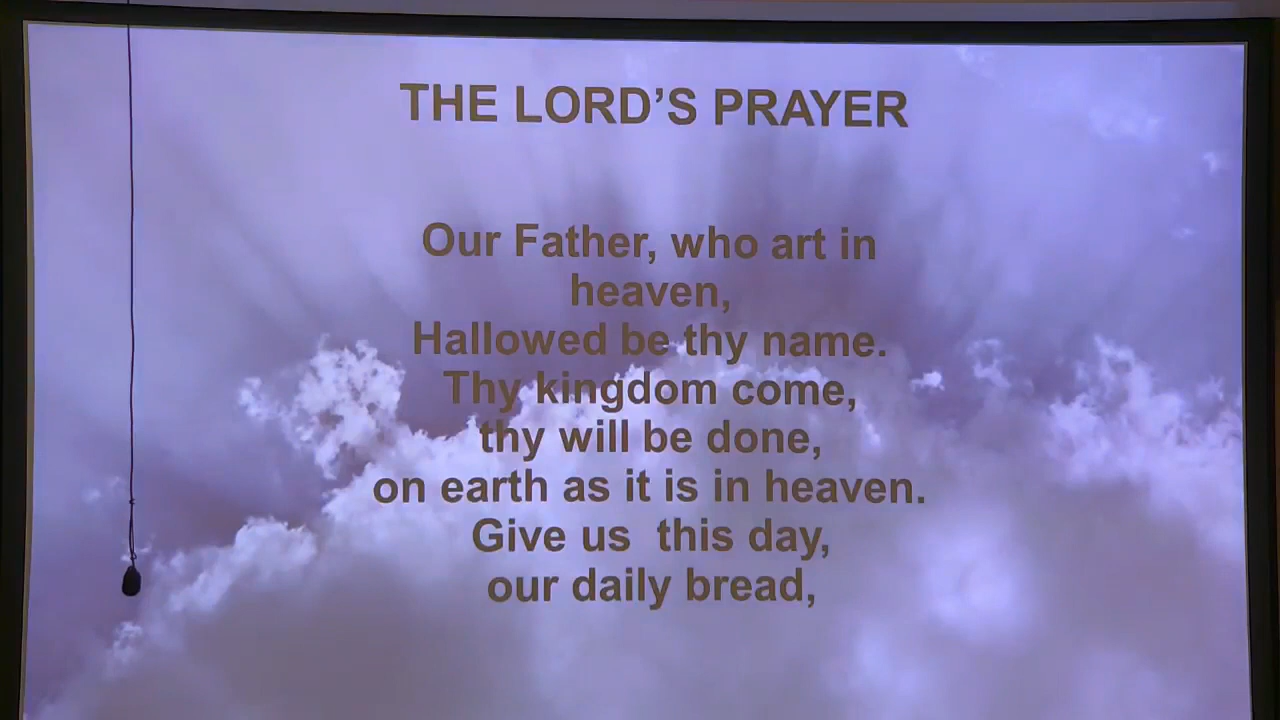 THE LORD’S PRAYER
Our Father, who art in
heaven,
Hallowed be thy name.
Thy kingdom come,
thy will be done,
on earth as it is in heaven.
Give us  this day,
our daily bread,